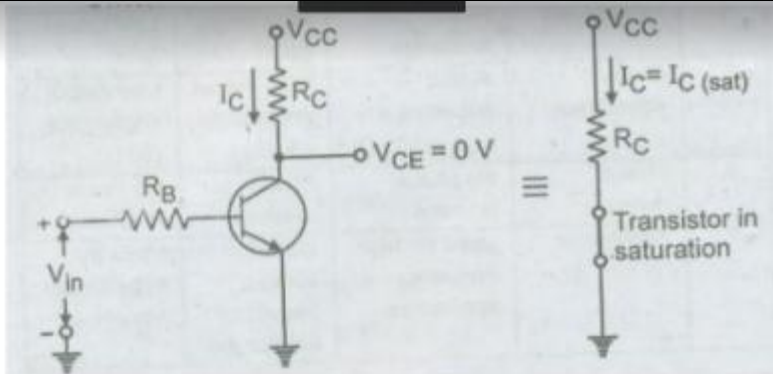 VCC
IC
RC
VCE = 0 V
RB
+
Vin
-
≡
VCC
IC = IC (sat)
RC
Transistor in
saturation